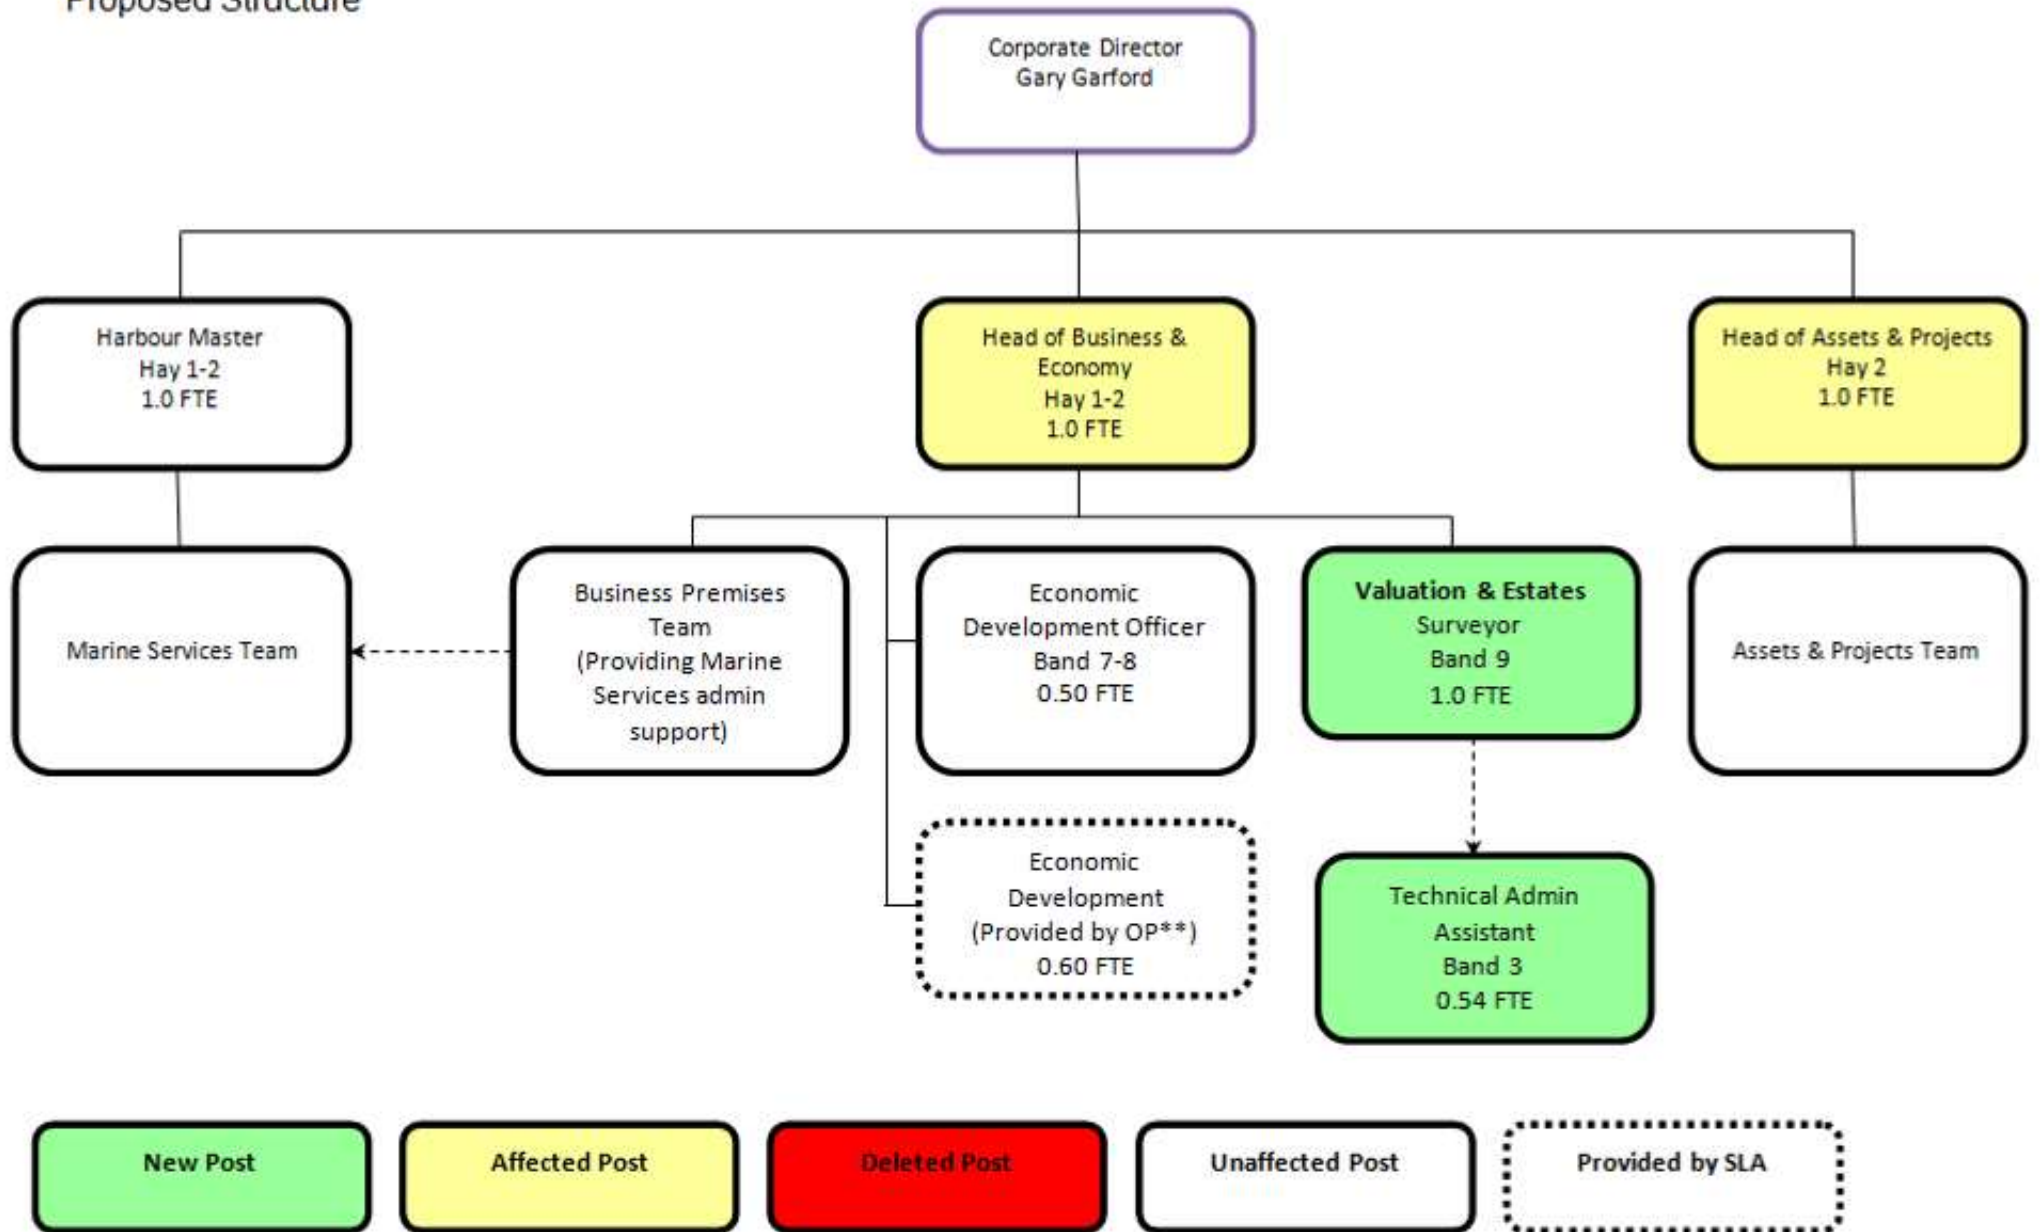 Proposed Structure
Corporate Director
Gary Garford
Harbour Master
Hay 1-2
1.0 FTE
Head of Business &
Economy
Hay 1-2
1.0 FTE
Head of Assets & Projects
Hay 2
1.0 FTE
Marine Services Team
Business Premises
Team
(Providing Marine
Services admin
support)
Economic
Development Officer
Band 7-8
0.50 FTE
Valuation & Estates
Surveyor
Band 9
1.0 FTE
Assets & Projects Team
Economic
Development
(Provided by OP**)
0.60 FTE
Technical Admin
Assistant
Band 3
0.54 FTE
New Post
Affected Post
Deleted Post
Unaffected Post
Provided by SLA